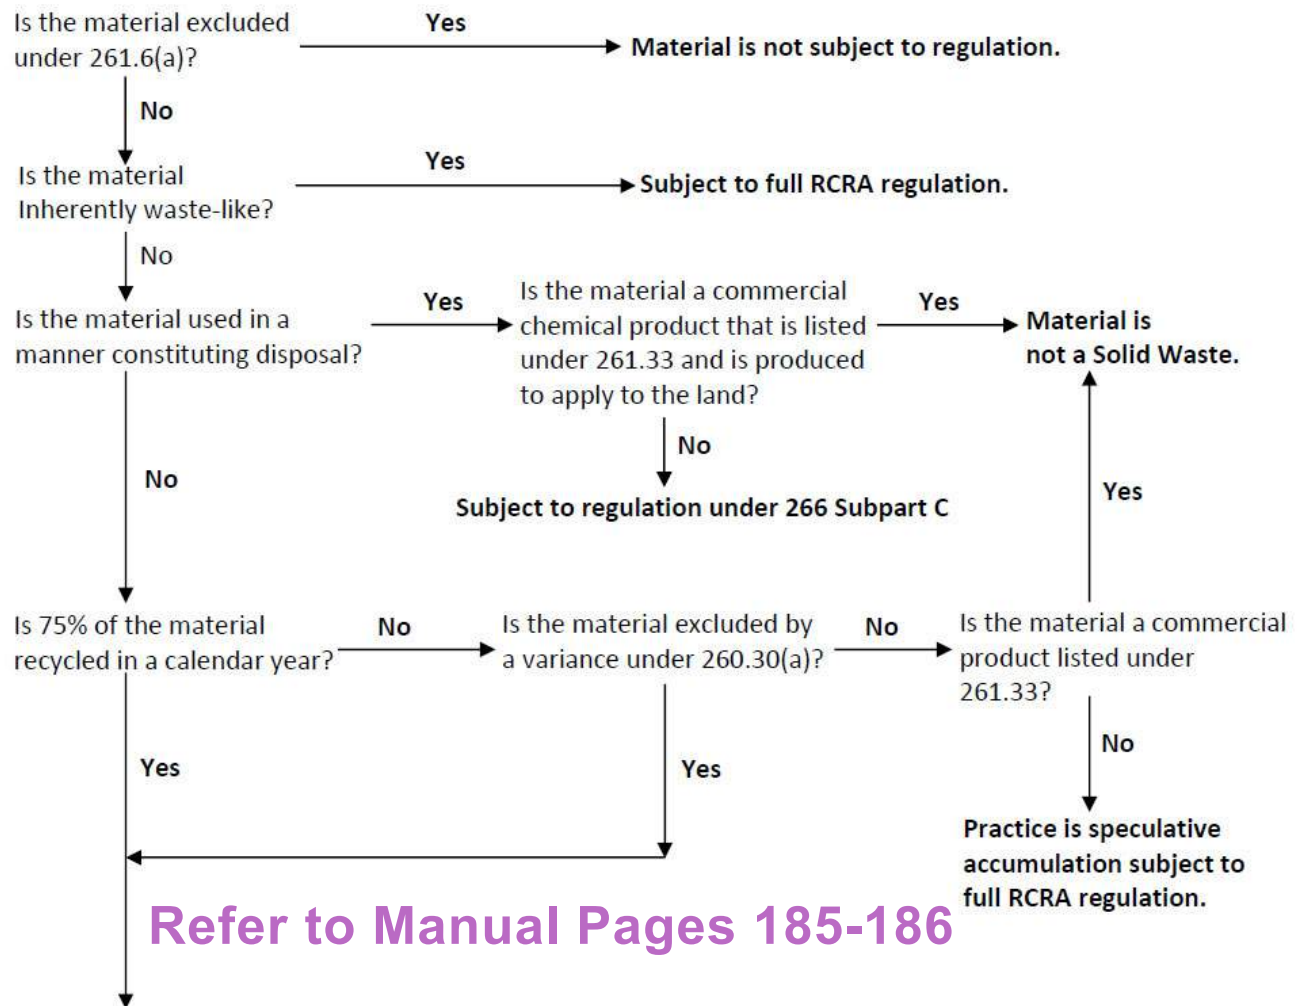 Is the material excluded
under 261.6(a)?
Yes
Material is not subject to regulation.
No
Is the material
Inherently waste-like?
Yes
Subject to full RCRA regulation.
No
Is the material used in a
manner constituting disposal?
Yes
Is the material a commercial
chemical product that is listed
under 261.33 and is produced
to apply to the land?
Yes
Material is
not a Solid Waste.
No
Subject to regulation under 266 Subpart C
No
Yes
Is 75% of the material
recycled in a calendar year?
No
Is the material excluded by
a variance under 260.30(a)?
No
Is the material a commercial
product listed under
261.33?
Yes
Yes
No
Practice is speculative
accumulation subject to
full RCRA regulation.
Refer to Manual Pages 185-186